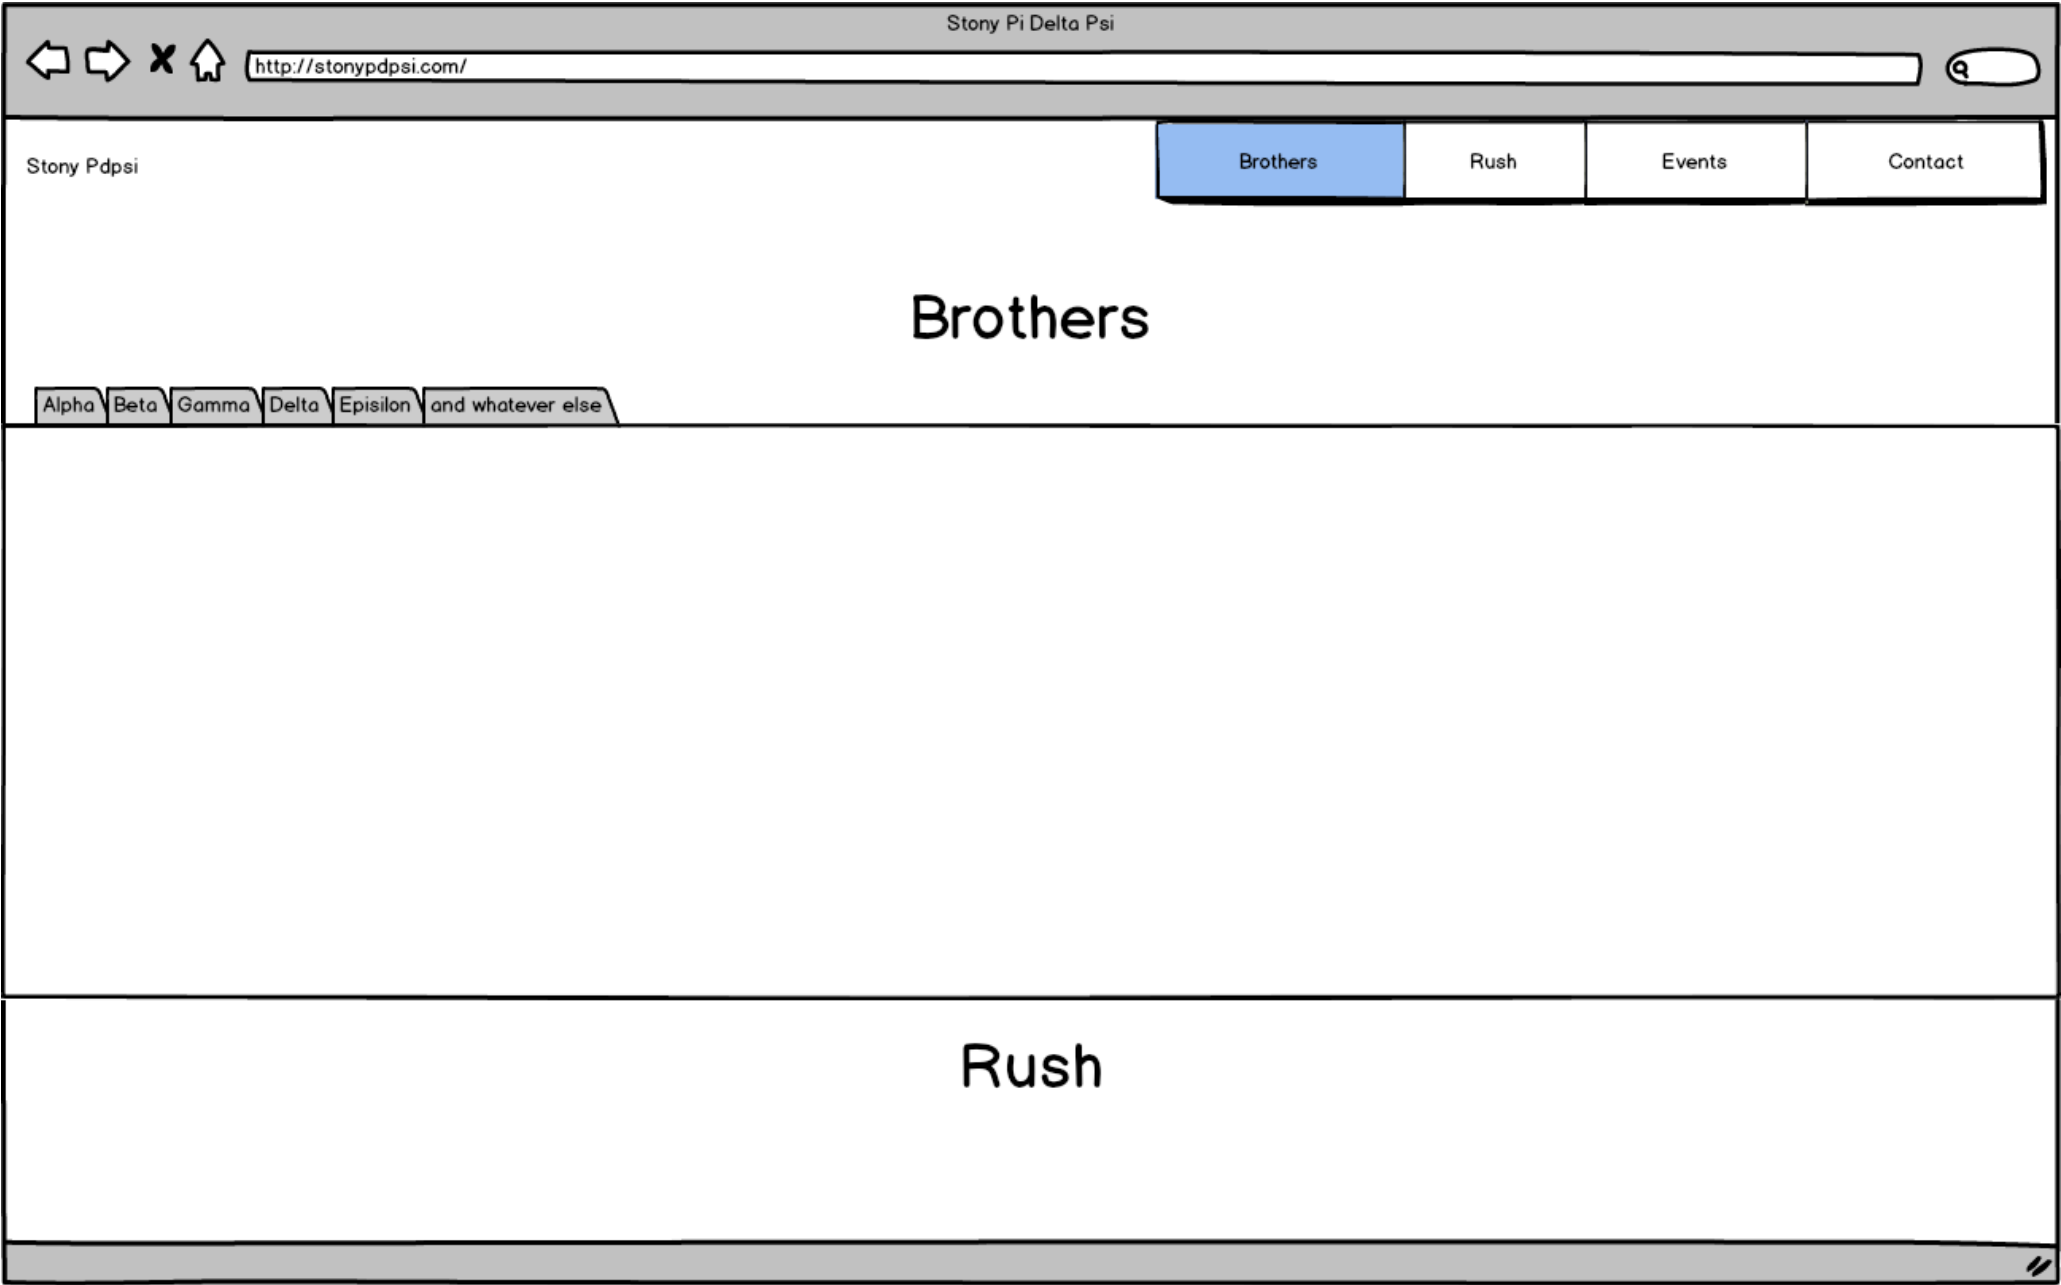 Stony Pi Delta Psi
http://stonypdpsi.com/
Stony Pdpsi
Brothers Rush Events Contact
Brothers
Alpha Beta Gamma Delta Episilon and whatever else
Rush